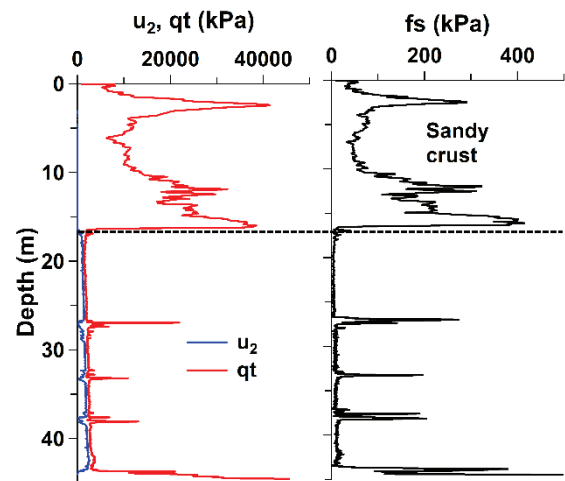 u₂, qt (kPa)
fs (kPa)
0 20000 40000
0 200 400
0
10
20
30
40
Depth (m)
Sandy
crust
u₂
qt